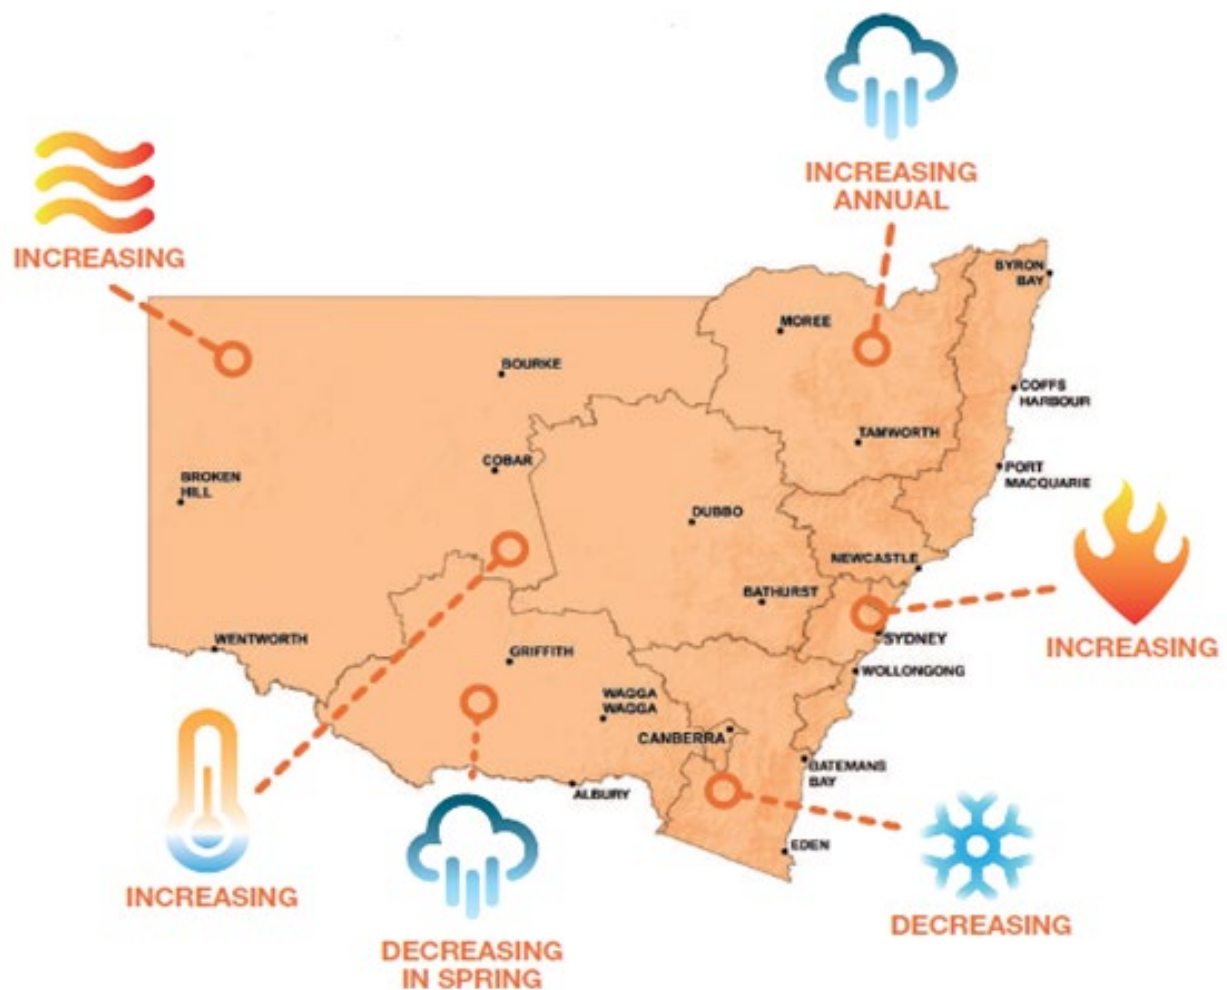 INCREASING
ANNUAL
INCREASING
BYRON
BAY
MOREE
BOURKE
COFFS
HARBOUR
TAMWORTH
COBAR
PORT
MACQUARIE
BROKEN
HILL
DUBBO
NEWCASTLE
BATHURST
WENTWORTH
SYDNEY
INCREASING
GRIFFITH
WOLLONGONG
WAGGA
WAGGA
CANBERRA
BATEMANS
BAY
ALBURY
EDEN
INCREASING
DECREASING
DECREASING
IN SPRING